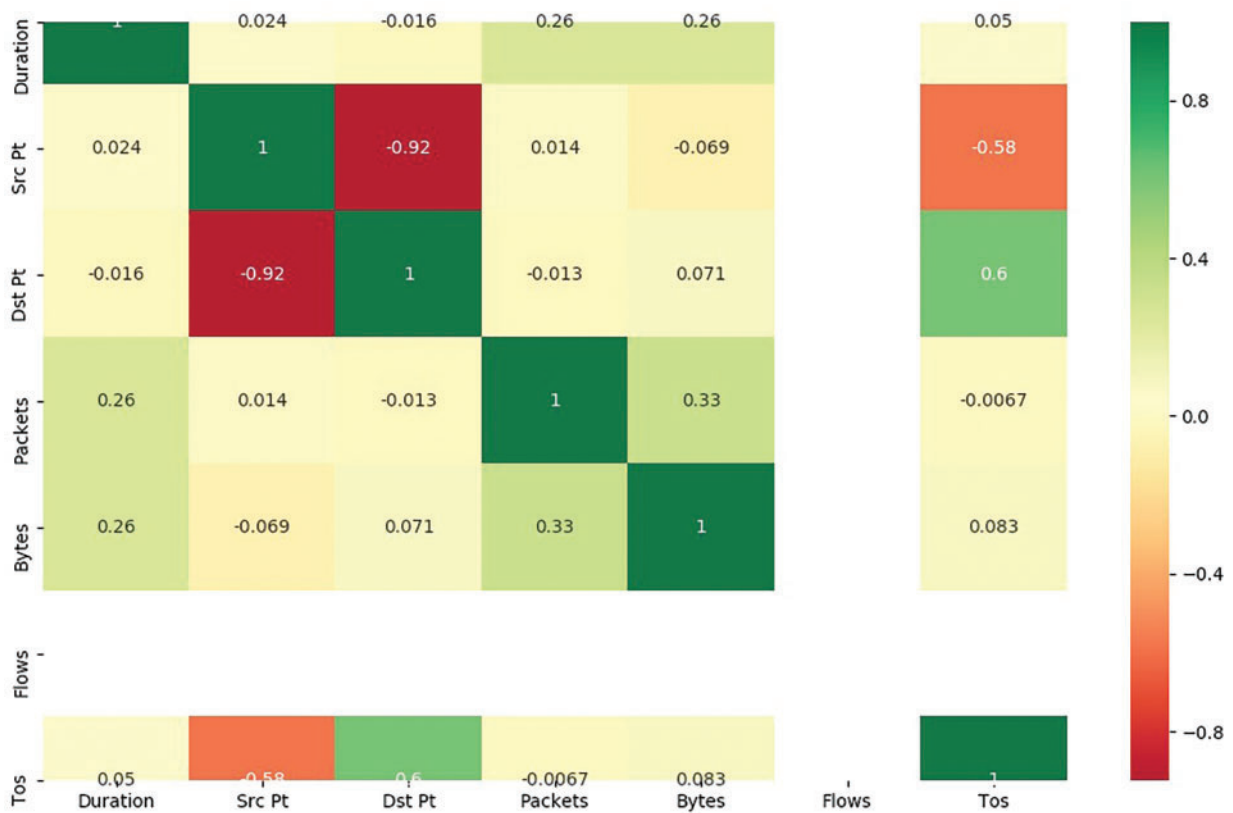 Duration 1 0.024 -0.016 0.26 0.26 0.05
Src Pt 0.024 1 -0.92 0.014 -0.069 -0.58
Dst Pt -0.016 -0.92 1 -0.013 0.071 0.6
Packets 0.26 0.014 -0.013 1 0.33 -0.0067
Bytes 0.26 -0.069 0.071 0.33 1 0.083
Flows
Tos 0.05 -0.58 0.6 -0.0067 0.083 1
Duration Src Pt Dst Pt Packets Bytes Flows Tos
0.8
0.4
0.0
−0.4
−0.8